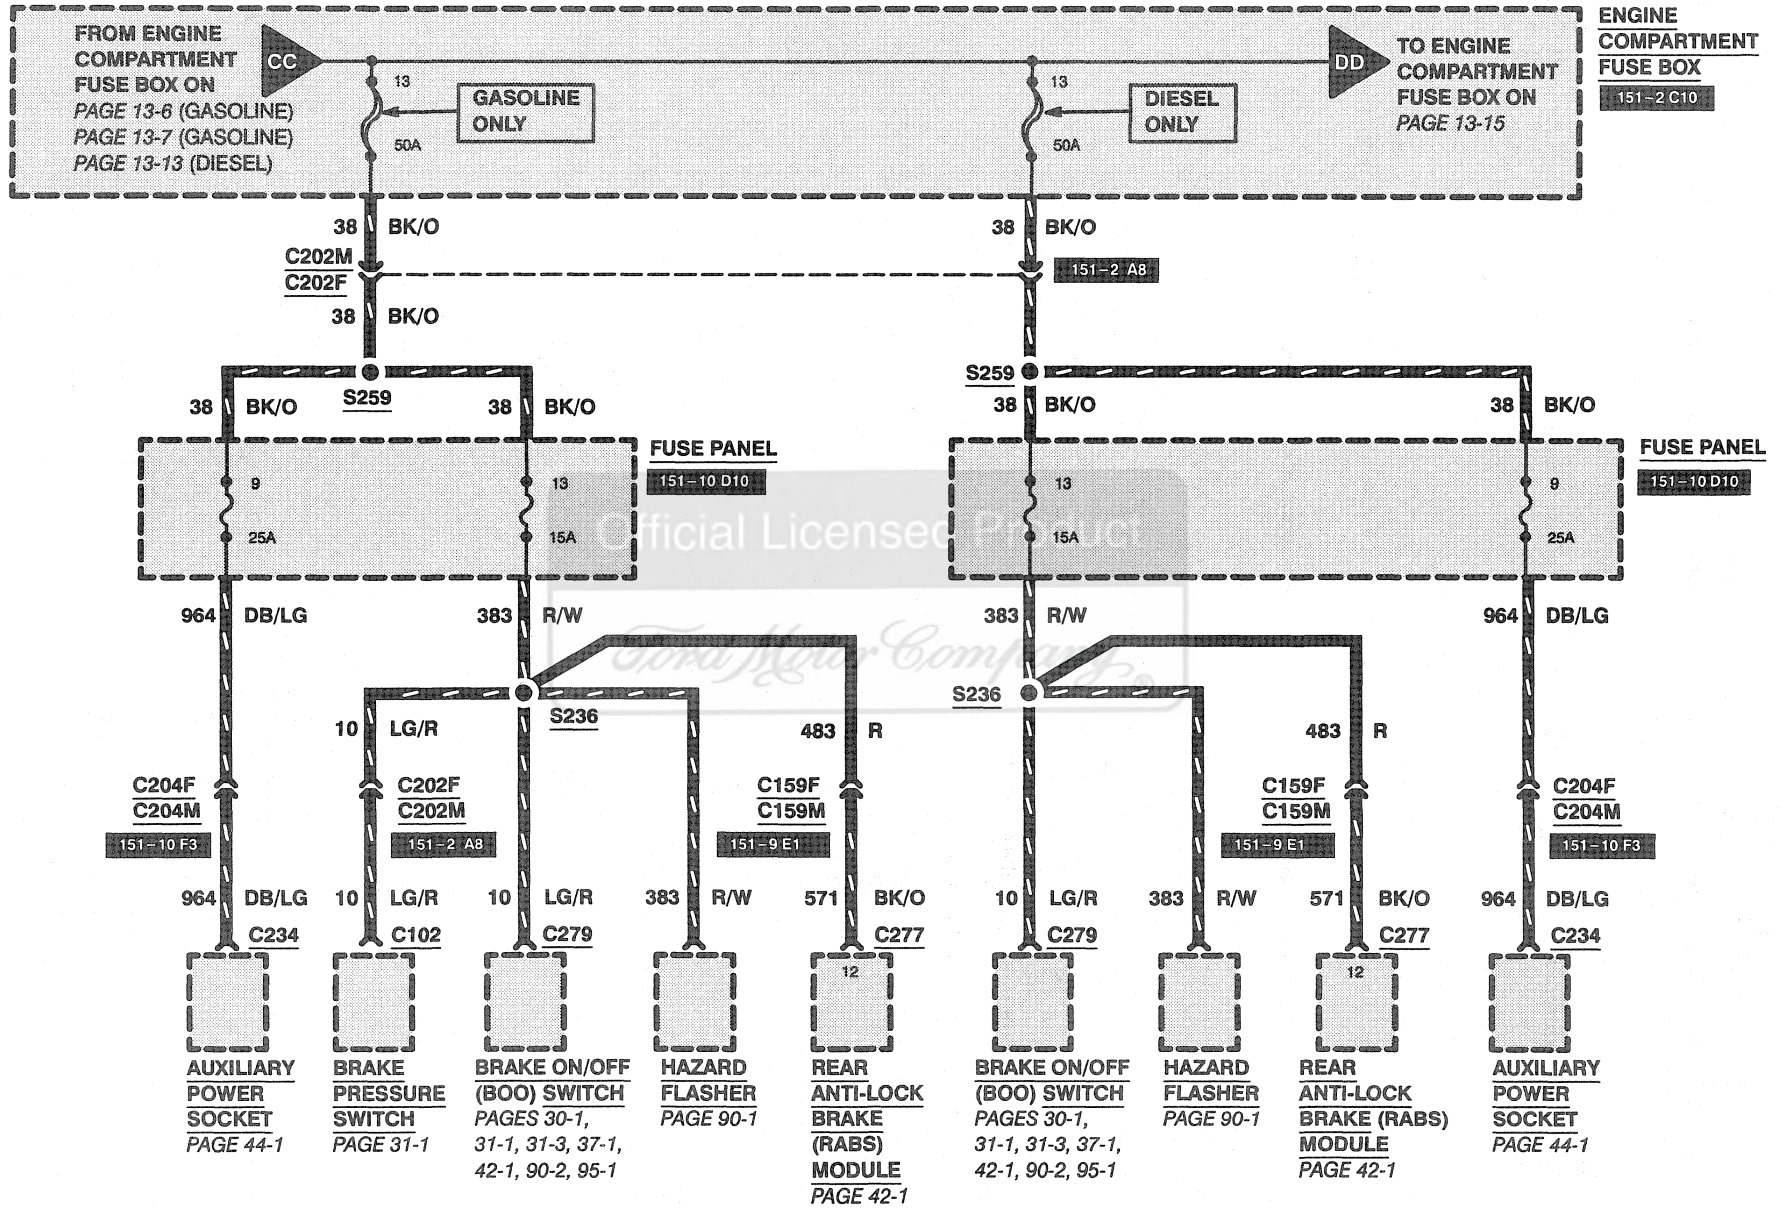 FROM ENGINE
COMPARTMENT
FUSE BOX ON
PAGE 13-6 (GASOLINE)
PAGE 13-7 (GASOLINE)
PAGE 13-13 (DIESEL)
CC
13
50A
GASOLINE
ONLY
13
50A
DIESEL
ONLY
DD
TO ENGINE
COMPARTMENT
FUSE BOX ON
PAGE 13-15
ENGINE
COMPARTMENT
FUSE BOX
151-2 C10
38 BK/O
38 BK/O
C202M
C202F
151-2 A8
38 BK/O
S259
S259
38 BK/O
38 BK/O
38 BK/O
38 BK/O
FUSE PANEL
151-10 D10
9
25A
13
15A
FUSE PANEL
151-10 D10
13
15A
9
25A
Official Licensed Product
Ford Motor Company
®
964 DB/LG
383 R/W
383 R/W
964 DB/LG
S236
S236
10 LG/R
483 R
483 R
C204F
C204M
151-10 F3
C202F
C202M
151-2 A8
C159F
C159M
151-9 E1
C159F
C159M
151-9 E1
C204F
C204M
151-10 F3
964 DB/LG
10 LG/R
10 LG/R
383 R/W
571 BK/O
10 LG/R
383 R/W
571 BK/O
964 DB/LG
C234
C102
C279
C277
C279
C277
C234
12
12
AUXILIARY
POWER
SOCKET
PAGE 44-1
BRAKE
PRESSURE
SWITCH
PAGE 31-1
BRAKE ON/OFF
(BOO) SWITCH
PAGES 30-1,
31-1, 31-3, 37-1,
42-1, 90-2, 95-1
HAZARD
FLASHER
PAGE 90-1
REAR
ANTI-LOCK
BRAKE
(RABS)
MODULE
PAGE 42-1
BRAKE ON/OFF
(BOO) SWITCH
PAGES 30-1,
31-1, 31-3, 37-1,
42-1, 90-2, 95-1
HAZARD
FLASHER
PAGE 90-1
REAR
ANTI-LOCK
BRAKE (RABS)
MODULE
PAGE 42-1
AUXILIARY
POWER
SOCKET
PAGE 44-1